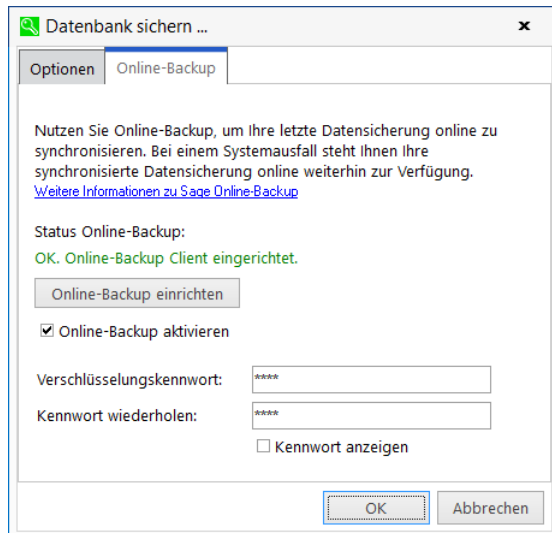 Datenbank sichern ...
Optionen
Online-Backup
Nutzen Sie Online-Backup, um Ihre letzte Datensicherung online zu
synchronisieren. Bei einem Systemausfall steht Ihnen Ihre
synchronisierte Datensicherung online weiterhin zur Verfügung.
Weitere Informationen zu Sage Online-Backup
Status Online-Backup:
OK. Online-Backup Client eingerichtet.
Online-Backup einrichten
Online-Backup aktivieren
Verschlüsselungskennwort: ****
Kennwort wiederholen: ****
Kennwort anzeigen
OK Abbrechen